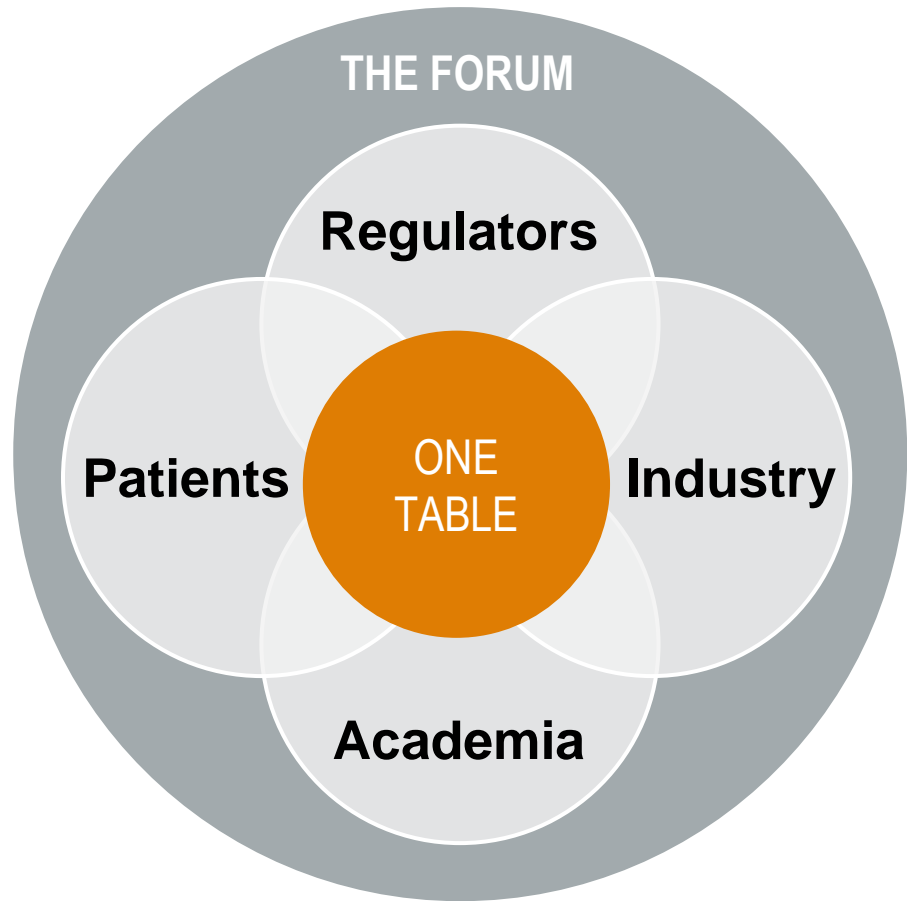 THE FORUM
Regulators
Patients
ONE
TABLE
Industry
Academia